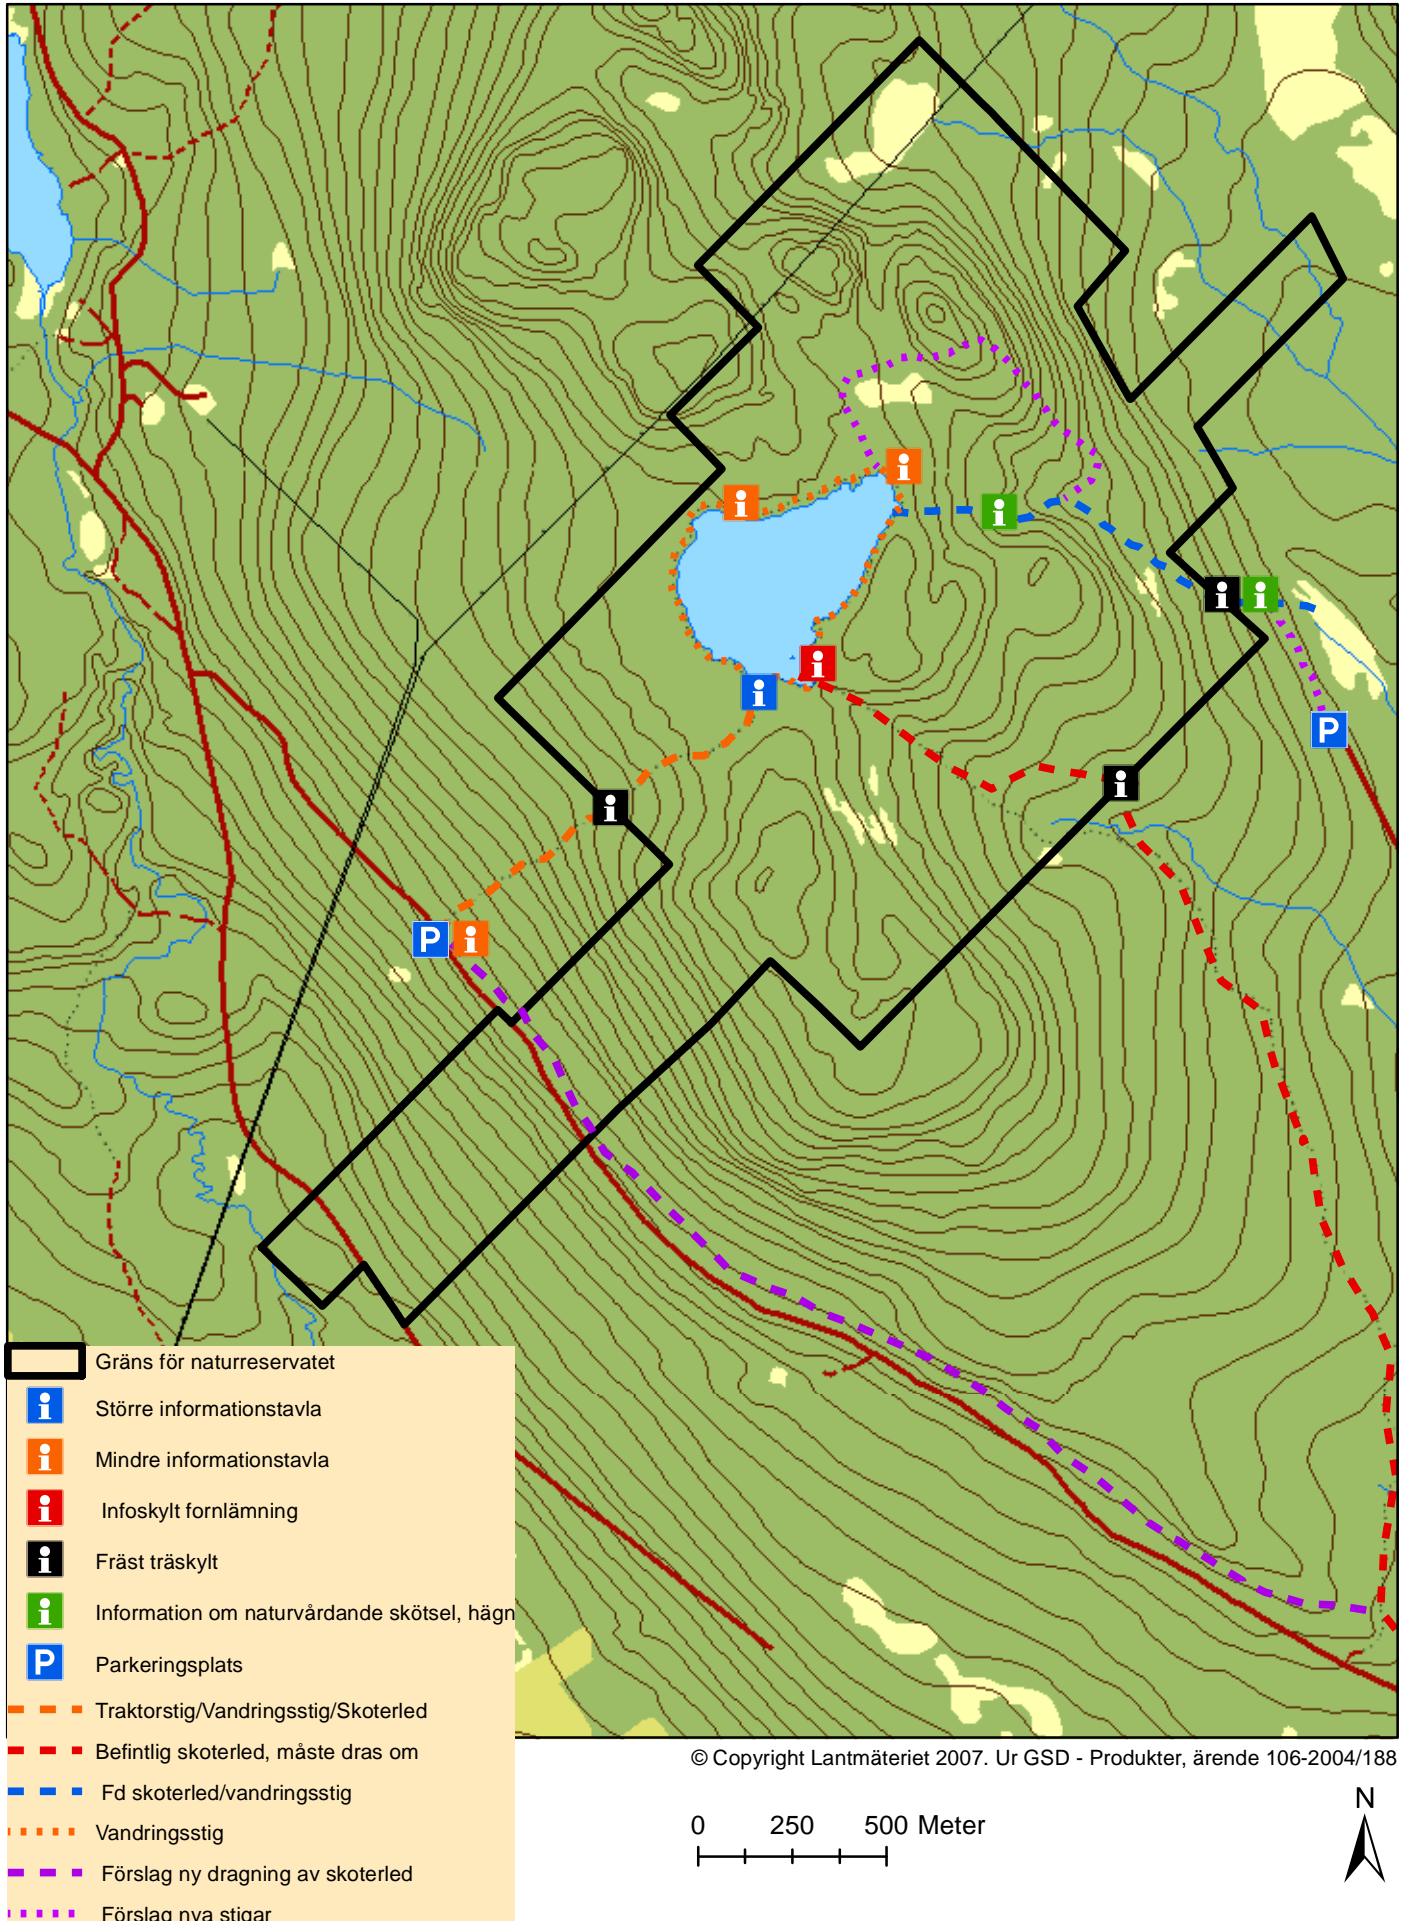 P
P
Gräns för naturreservatet
Större informationstavla
Mindre informationstavla
Infoskylt fornlämning
Fräst träskylt
Information om naturvårdande skötsel, hägn
P Parkeringsplats
Traktorstig/Vandringsstig/Skoterled
Befintlig skoterled, måste dras om
Fd skoterled/vandringsstig
Vandringsstig
Förslag ny dragning av skoterled
Förslag nya stigar
© Copyright Lantmäteriet 2007. Ur GSD - Produkter, ärende 106-2004/188
0 250 500 Meter
N